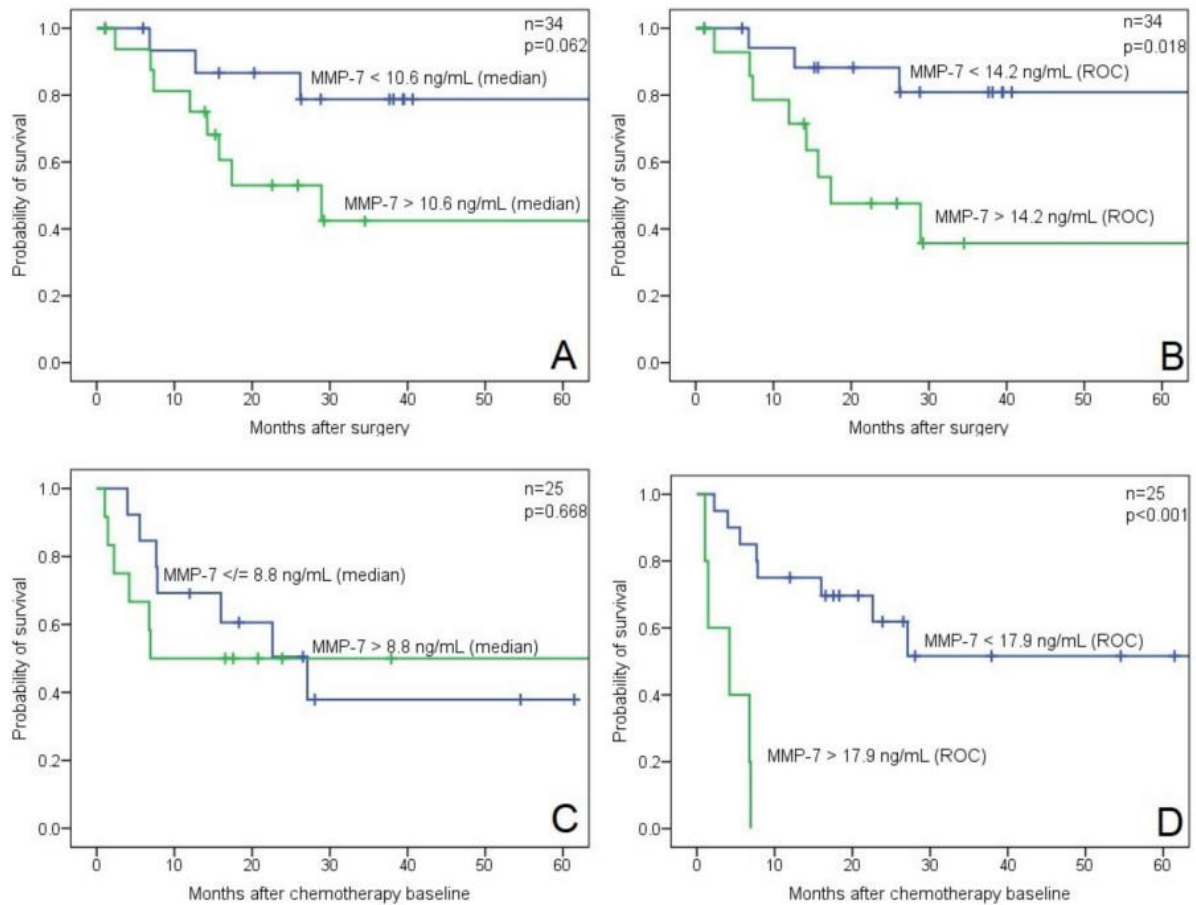 n=34
p=0.062
1.0
0.8
0.6
0.4
0.2
0.0
Probability of survival
MMP-7 < 10.6 ng/mL (median)
MMP-7 > 10.6 ng/mL (median)
A
0 10 20 30 40 50 60
Months after surgery
n=34
p=0.018
1.0
0.8
0.6
0.4
0.2
0.0
Probability of survival
MMP-7 < 14.2 ng/mL (ROC)
MMP-7 > 14.2 ng/mL (ROC)
B
0 10 20 30 40 50 60
Months after surgery
n=25
p=0.668
1.0
0.8
0.6
0.4
0.2
0.0
Probability of survival
MMP-7 </= 8.8 ng/mL (median)
MMP-7 > 8.8 ng/mL (median)
C
0 10 20 30 40 50 60
Months after chemotherapy baseline
n=25
p<0.001
1.0
0.8
0.6
0.4
0.2
0.0
Probability of survival
MMP-7 < 17.9 ng/mL (ROC)
MMP-7 > 17.9 ng/mL (ROC)
D
0 10 20 30 40 50 60
Months after chemotherapy baseline